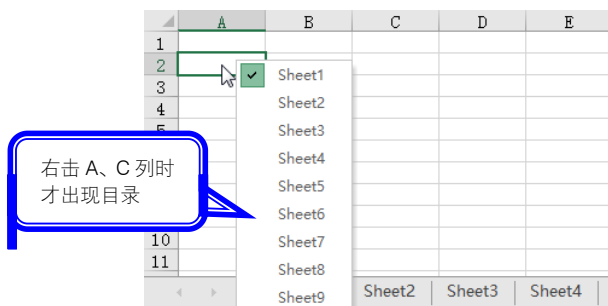 A B C D E
1
2
3
4
10
11
Sheet1
Sheet2
Sheet3
Sheet4
Sheet5
Sheet6
Sheet7
Sheet8
Sheet9
右击 A、C 列时
才出现目录
Sheet2 Sheet3 Sheet4